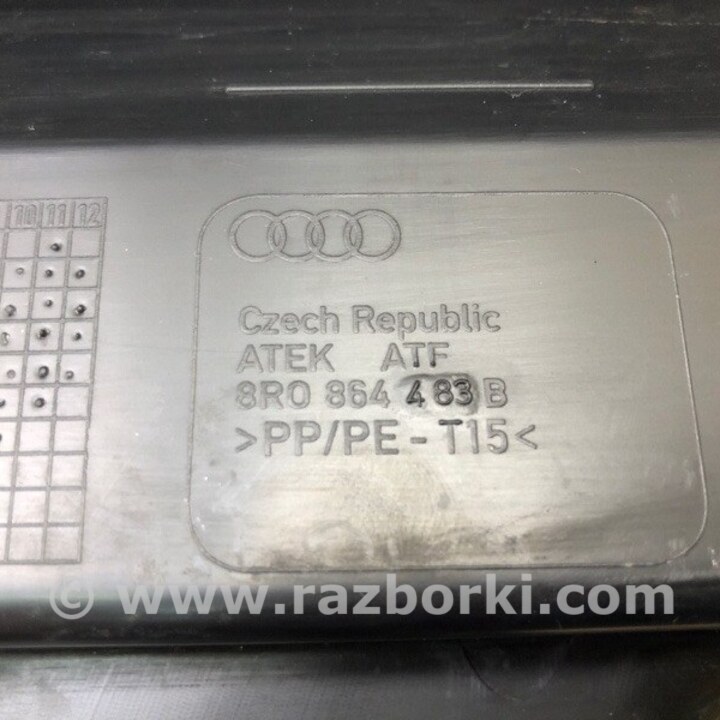 10 11 12
Czech Republic
ATEK ATF
8R0 864 483 B
>PP/PE-T15<
© www.razborki.com